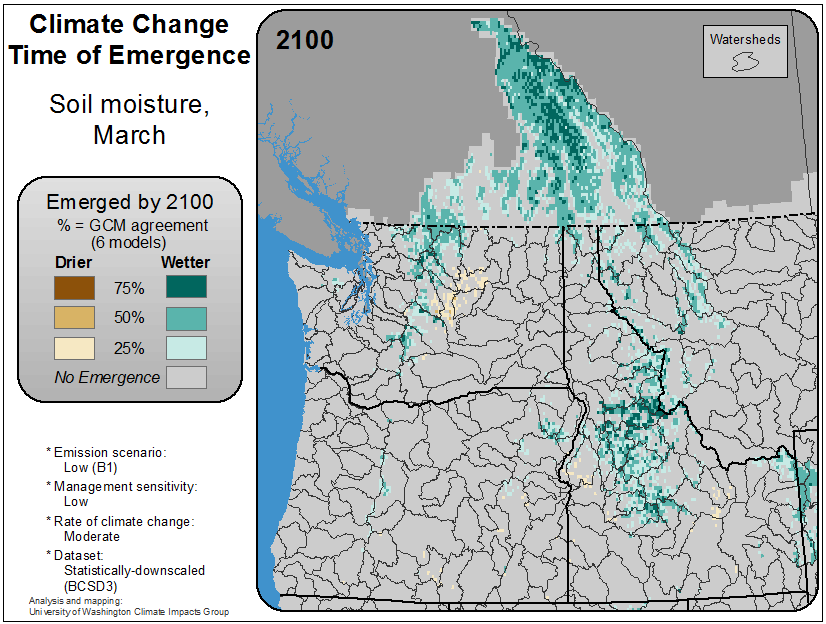 Climate Change
Time of Emergence
Soil moisture,
March
Emerged by 2100
% = GCM agreement
(6 models)
Drier Wetter
75%
50%
25%
No Emergence
* Emission scenario:
Low (B1)
* Management sensitivity:
Low
* Rate of climate change:
Moderate
* Dataset:
Statistically-downscaled
(BCSD3)
Analysis and mapping:
University of Washington Climate Impacts Group
2100
Watersheds